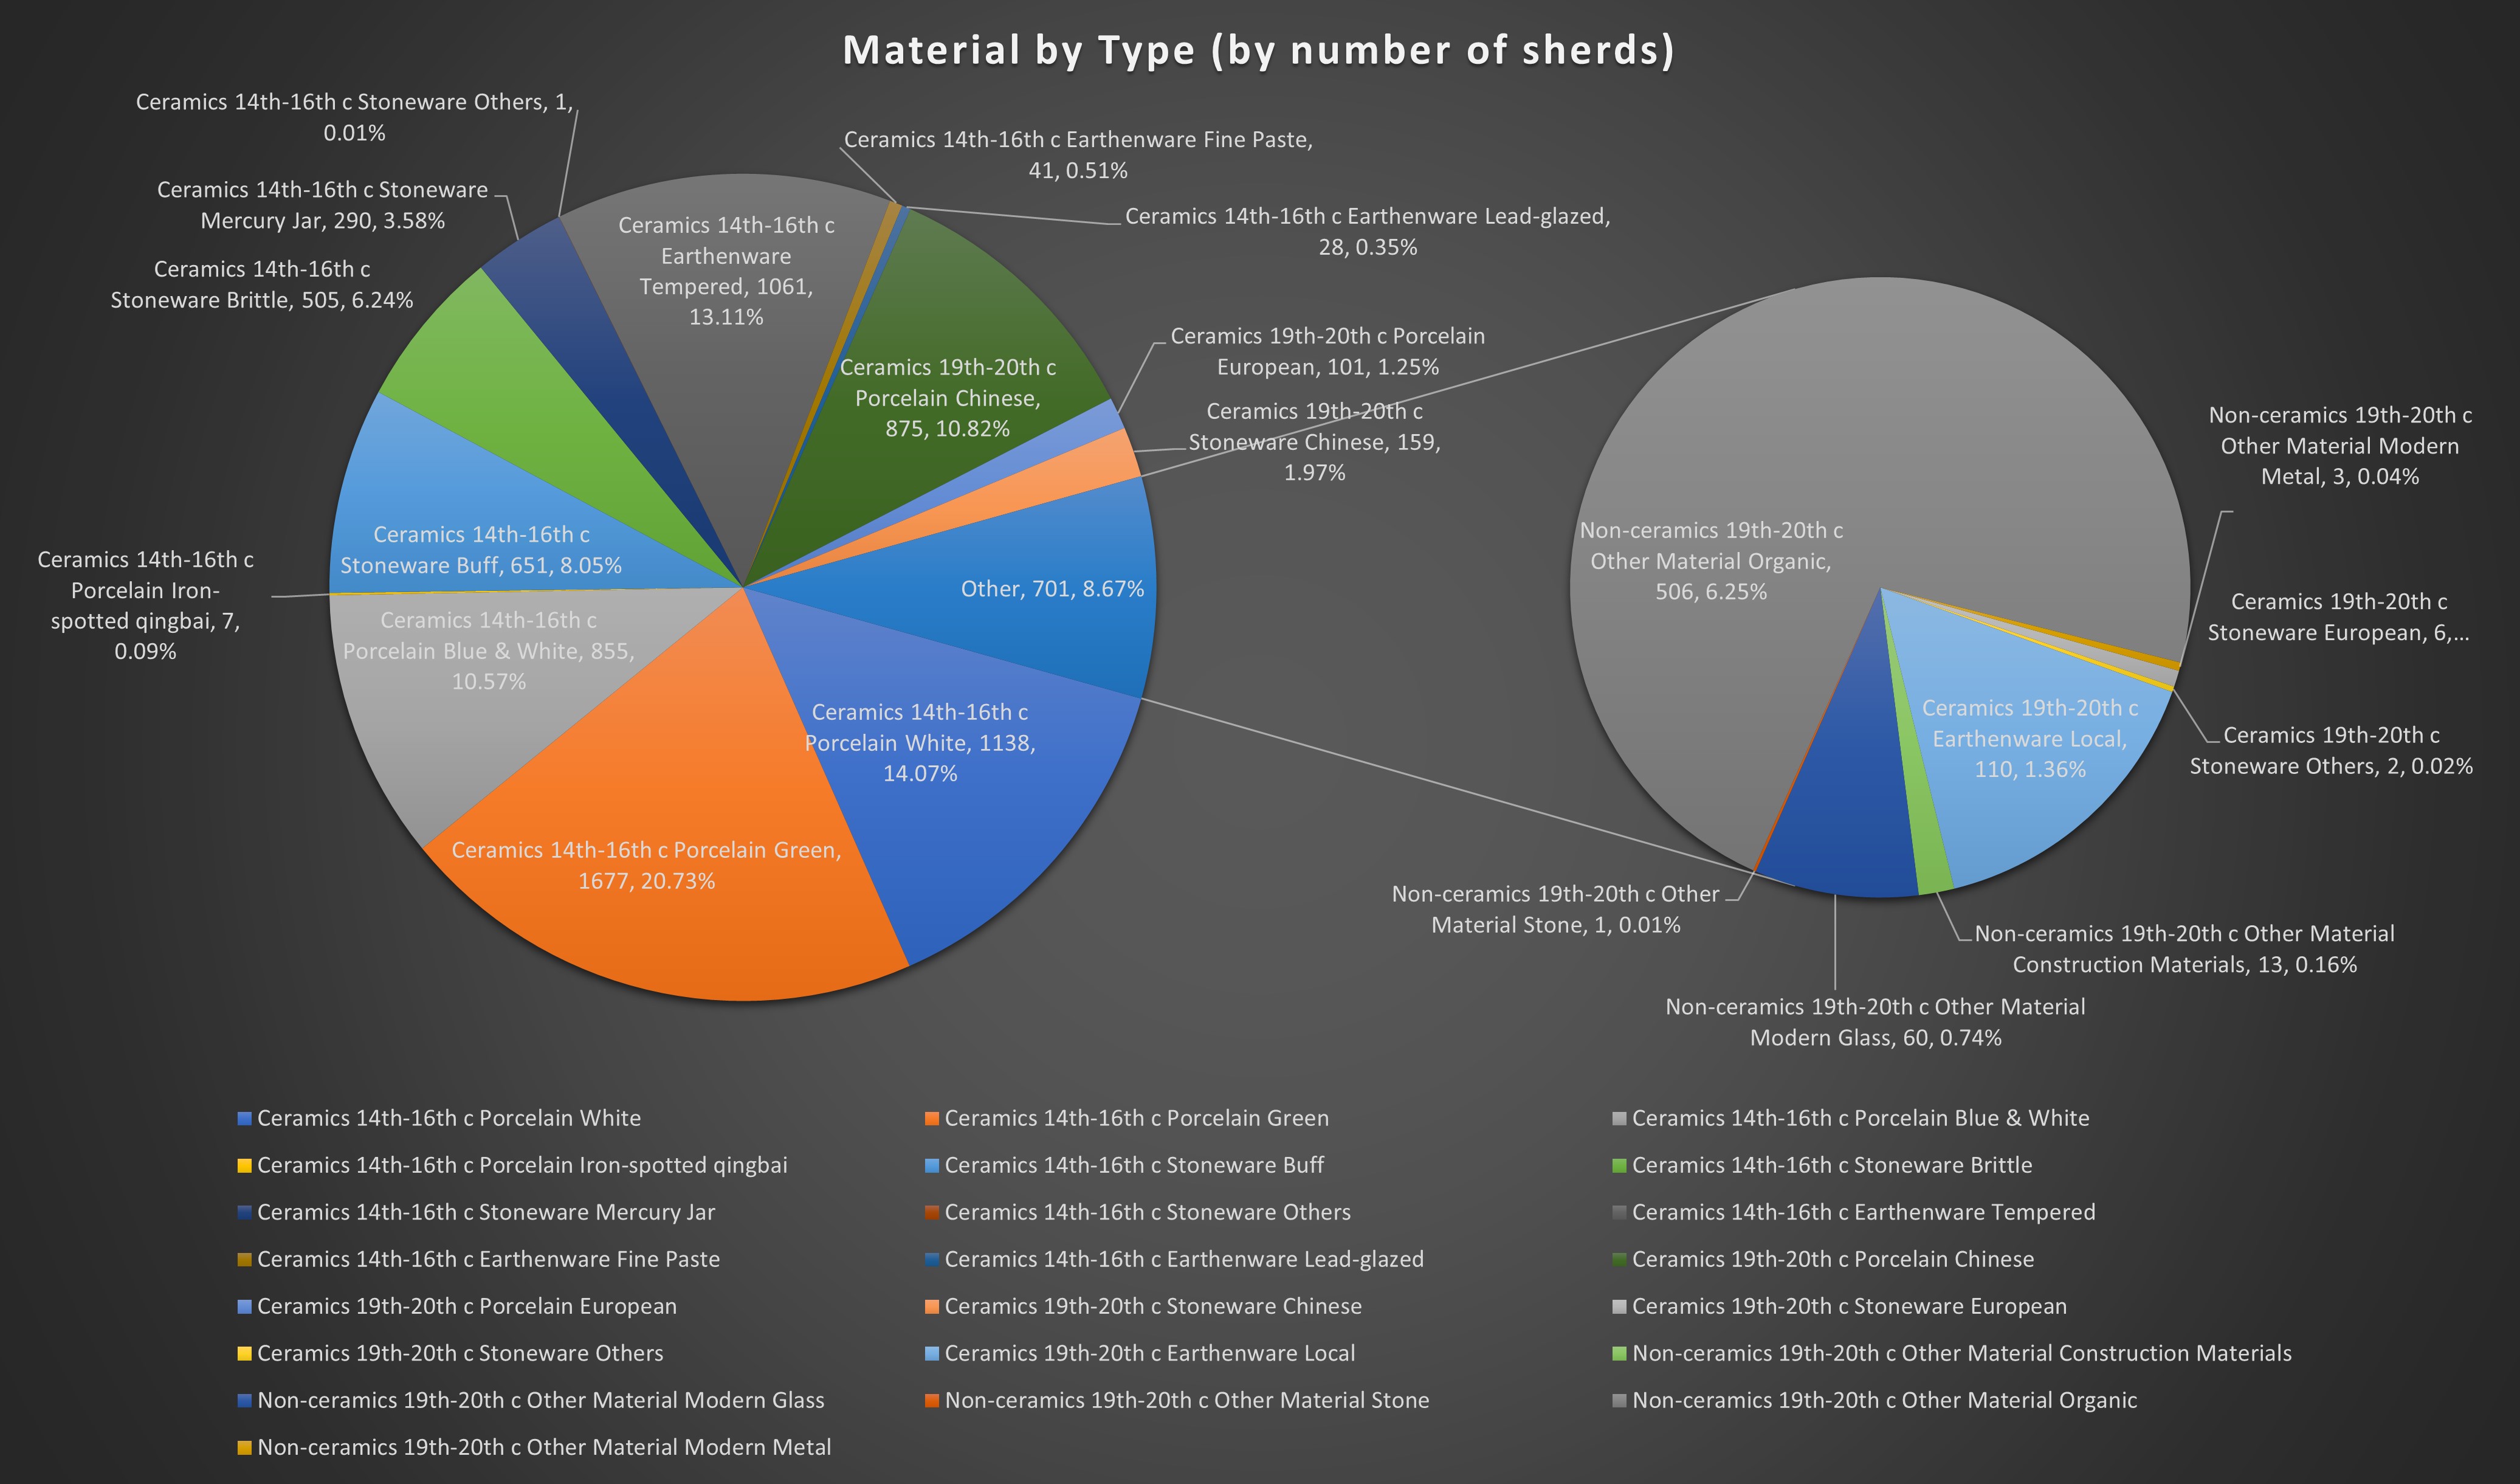 Material by Type (by number of sherds)
Ceramics 14th-16th c Stoneware Others, 1,
0.01%
Ceramics 14th-16th c Earthenware Fine Paste,
41, 0.51%
Ceramics 14th-16th c Stoneware
Mercury Jar, 290, 3.58%
Ceramics 14th-16th c Earthenware Lead-glazed,
28, 0.35%
Ceramics 14th-16th c
Earthenware
Tempered, 1061,
13.11%
Ceramics 14th-16th c
Stoneware Brittle, 505, 6.24%
Ceramics 19th-20th c Porcelain
European, 101, 1.25%
Ceramics 19th-20th c
Porcelain Chinese,
875, 10.82%
Ceramics 19th-20th c
Stoneware Chinese, 159,
1.97%
Non-ceramics 19th-20th c
Other Material Modern
Metal, 3, 0.04%
Ceramics 14th-16th c
Stoneware Buff, 651, 8.05%
Non-ceramics 19th-20th c
Other Material Organic,
506, 6.25%
Ceramics 14th-16th c
Porcelain Iron-
spotted qingbai, 7,
0.09%
Other, 701, 8.67%
Ceramics 19th-20th c
Stoneware European, 6,...
Ceramics 14th-16th c
Porcelain Blue & White, 855,
10.57%
Ceramics 14th-16th c
Porcelain White, 1138,
14.07%
Ceramics 19th-20th c
Earthenware Local,
110, 1.36%
Ceramics 19th-20th c
Stoneware Others, 2, 0.02%
Ceramics 14th-16th c Porcelain Green,
1677, 20.73%
Non-ceramics 19th-20th c Other
Material Stone, 1, 0.01%
Non-ceramics 19th-20th c Other Material
Construction Materials, 13, 0.16%
Non-ceramics 19th-20th c Other Material
Modern Glass, 60, 0.74%
Ceramics 14th-16th c Porcelain White
Ceramics 14th-16th c Porcelain Green
Ceramics 14th-16th c Porcelain Blue & White
Ceramics 14th-16th c Porcelain Iron-spotted qingbai
Ceramics 14th-16th c Stoneware Buff
Ceramics 14th-16th c Stoneware Brittle
Ceramics 14th-16th c Stoneware Mercury Jar
Ceramics 14th-16th c Stoneware Others
Ceramics 14th-16th c Earthenware Tempered
Ceramics 14th-16th c Earthenware Fine Paste
Ceramics 14th-16th c Earthenware Lead-glazed
Ceramics 19th-20th c Porcelain Chinese
Ceramics 19th-20th c Porcelain European
Ceramics 19th-20th c Stoneware Chinese
Ceramics 19th-20th c Stoneware European
Ceramics 19th-20th c Stoneware Others
Ceramics 19th-20th c Earthenware Local
Non-ceramics 19th-20th c Other Material Construction Materials
Non-ceramics 19th-20th c Other Material Modern Glass
Non-ceramics 19th-20th c Other Material Stone
Non-ceramics 19th-20th c Other Material Organic
Non-ceramics 19th-20th c Other Material Modern Metal